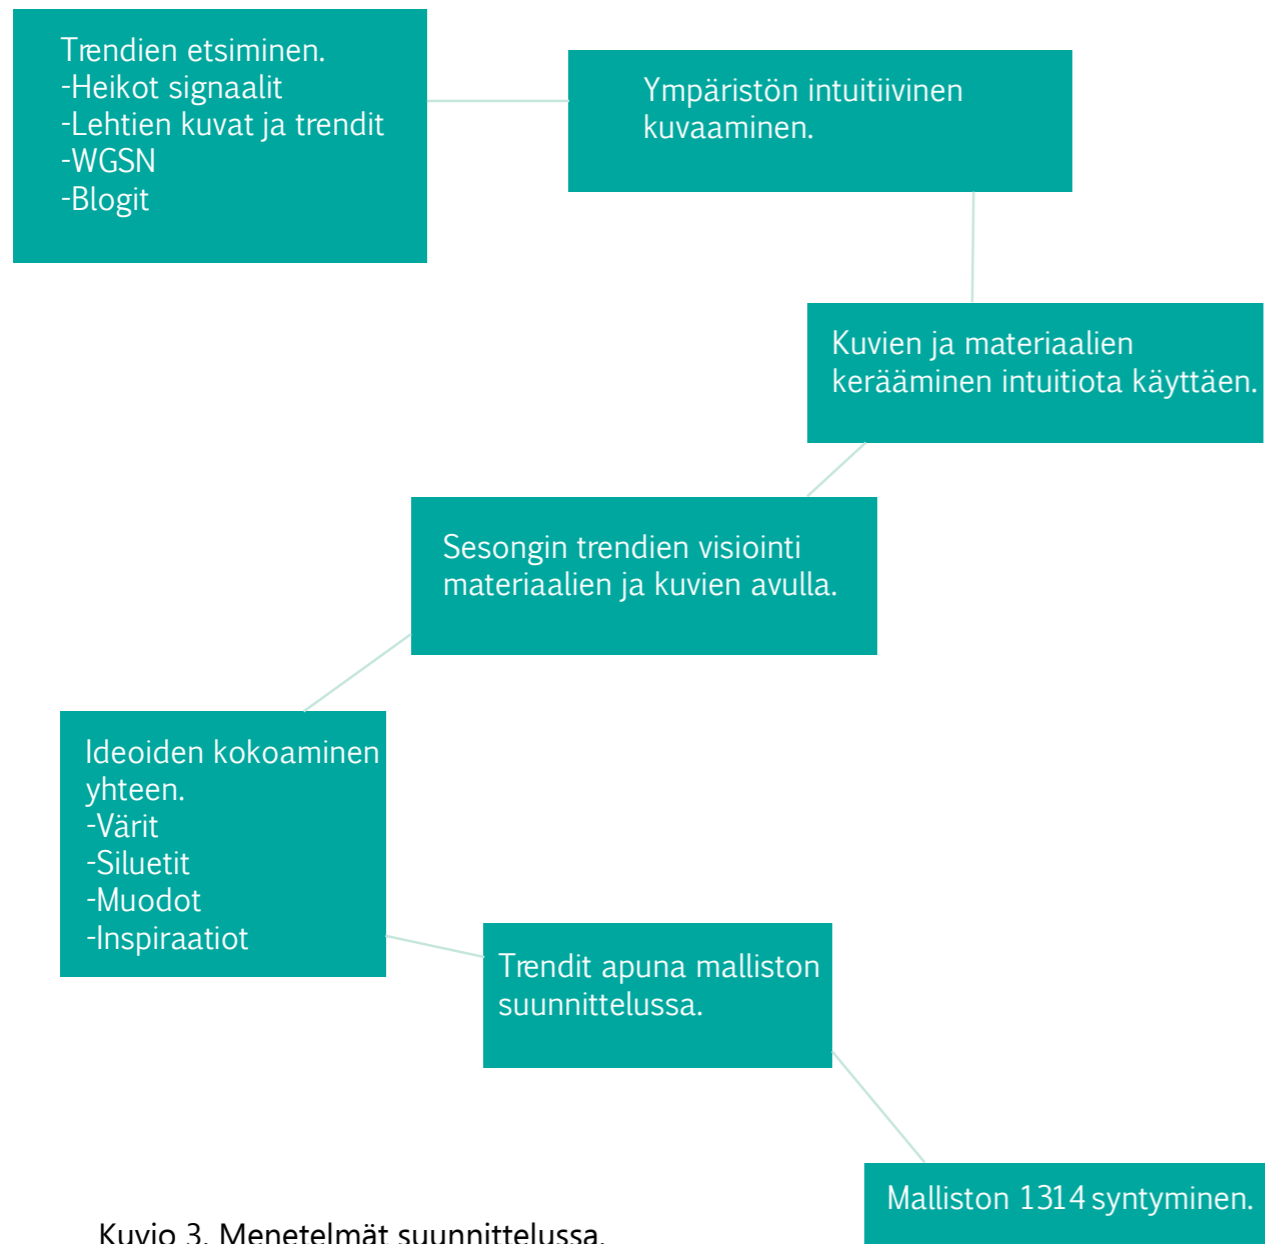 Trendien etsiminen.
-Heikot signaalit
-Lehtien kuvat ja trendit
-WGSN
-Blogit
Ympäristön intuitiivinen
kuvaaminen.
Kuvien ja materiaalien
kerääminen intuitiota käyttäen.
Sesongin trendien visiointi
materiaalien ja kuvien avulla.
Ideoiden kokoaminen
yhteen.
-Värit
-Siluetit
-Muodot
-Inspiraatiot
Trendit apuna malliston
suunnittelussa.
Malliston 1314 syntyminen.
Kuvio 3. Menetelmät suunnittelussa.